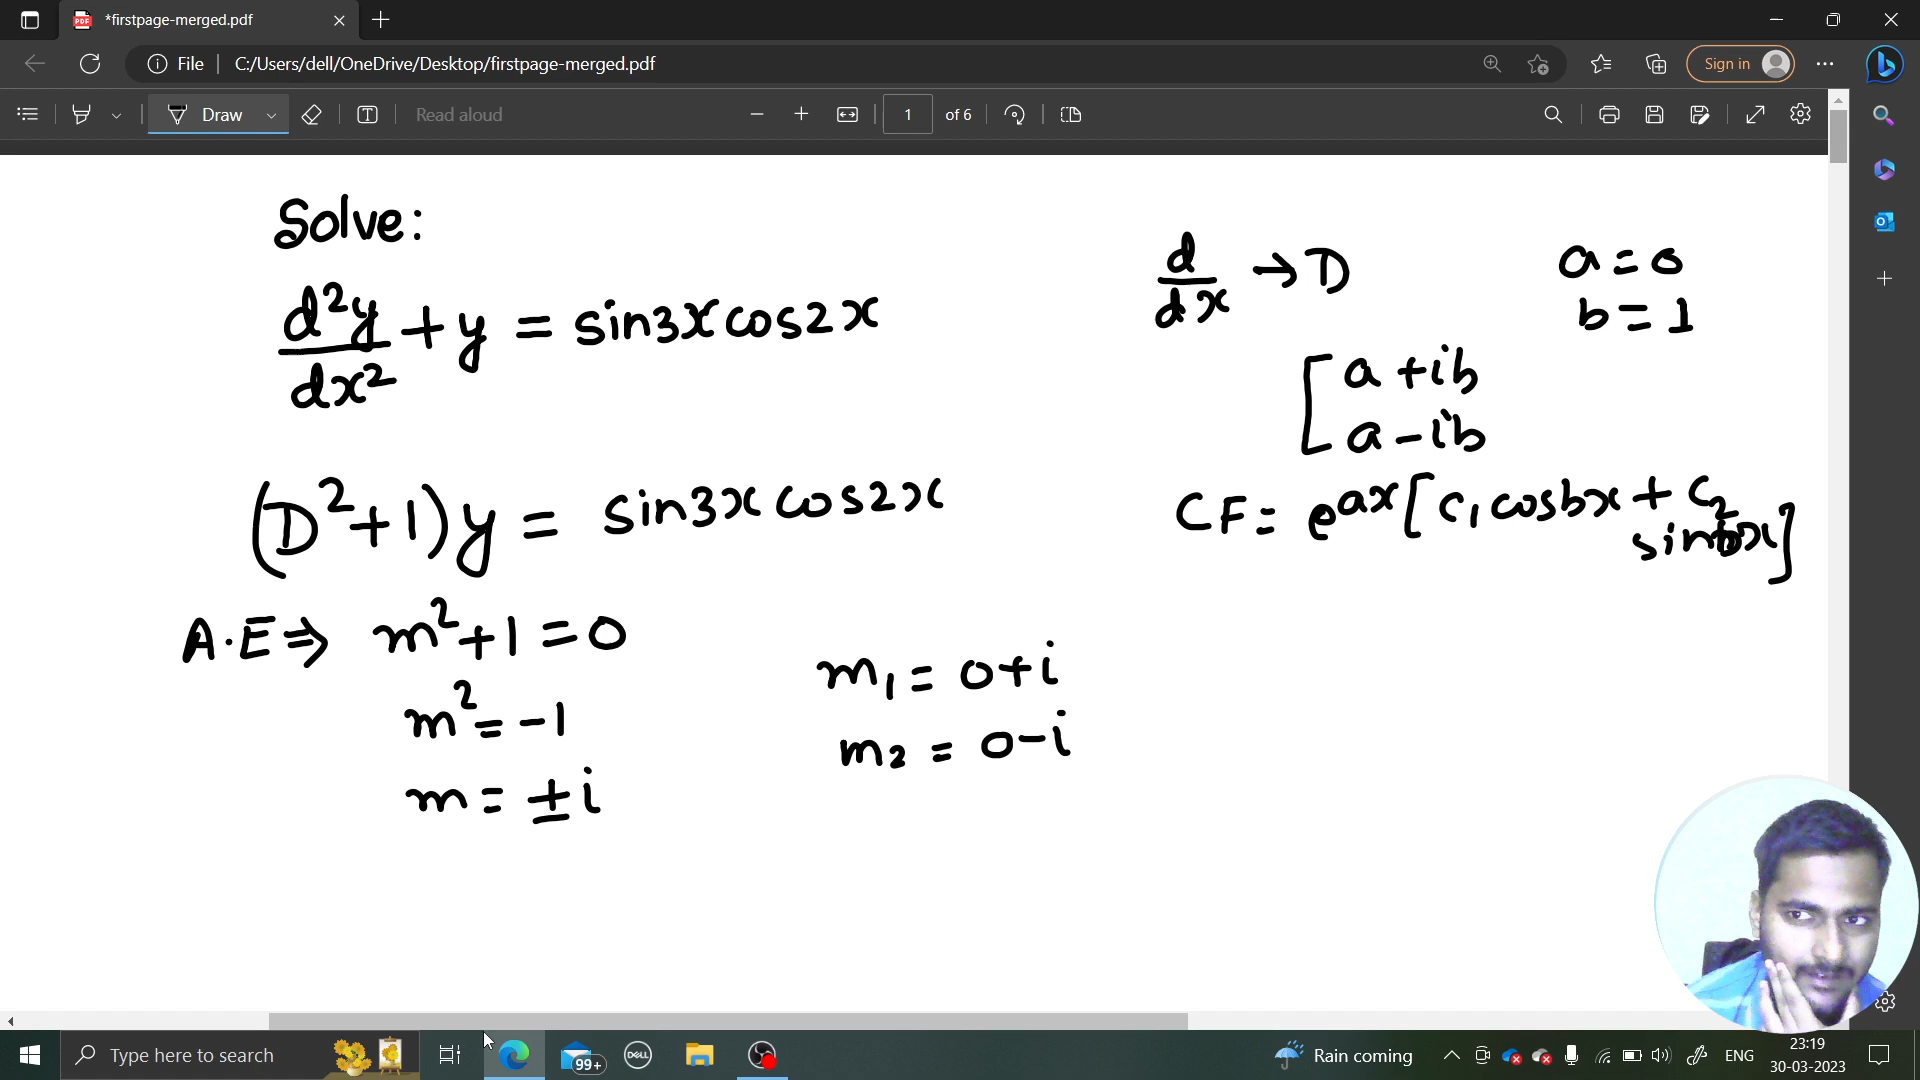 *firstpage-merged.pdf
File C:/Users/dell/OneDrive/Desktop/firstpage-merged.pdf
Sign in
Draw Read aloud 1 of 6
Solve:
d²y/dx² + y = sin3x cos2x
(D²+1)y = sin3x cos2x
A.E ⇒ m²+1=0
m² = -1
m = ±i
m₁ = 0+i
m₂ = 0-i
d/dx → D
a = 0
b = 1
[ a + ib
a - ib
CF = e^ax [c₁ cosbx + c₂
sinbx]
Type here to search
DELL
99+
Rain coming
ENG
23:19
30-03-2023